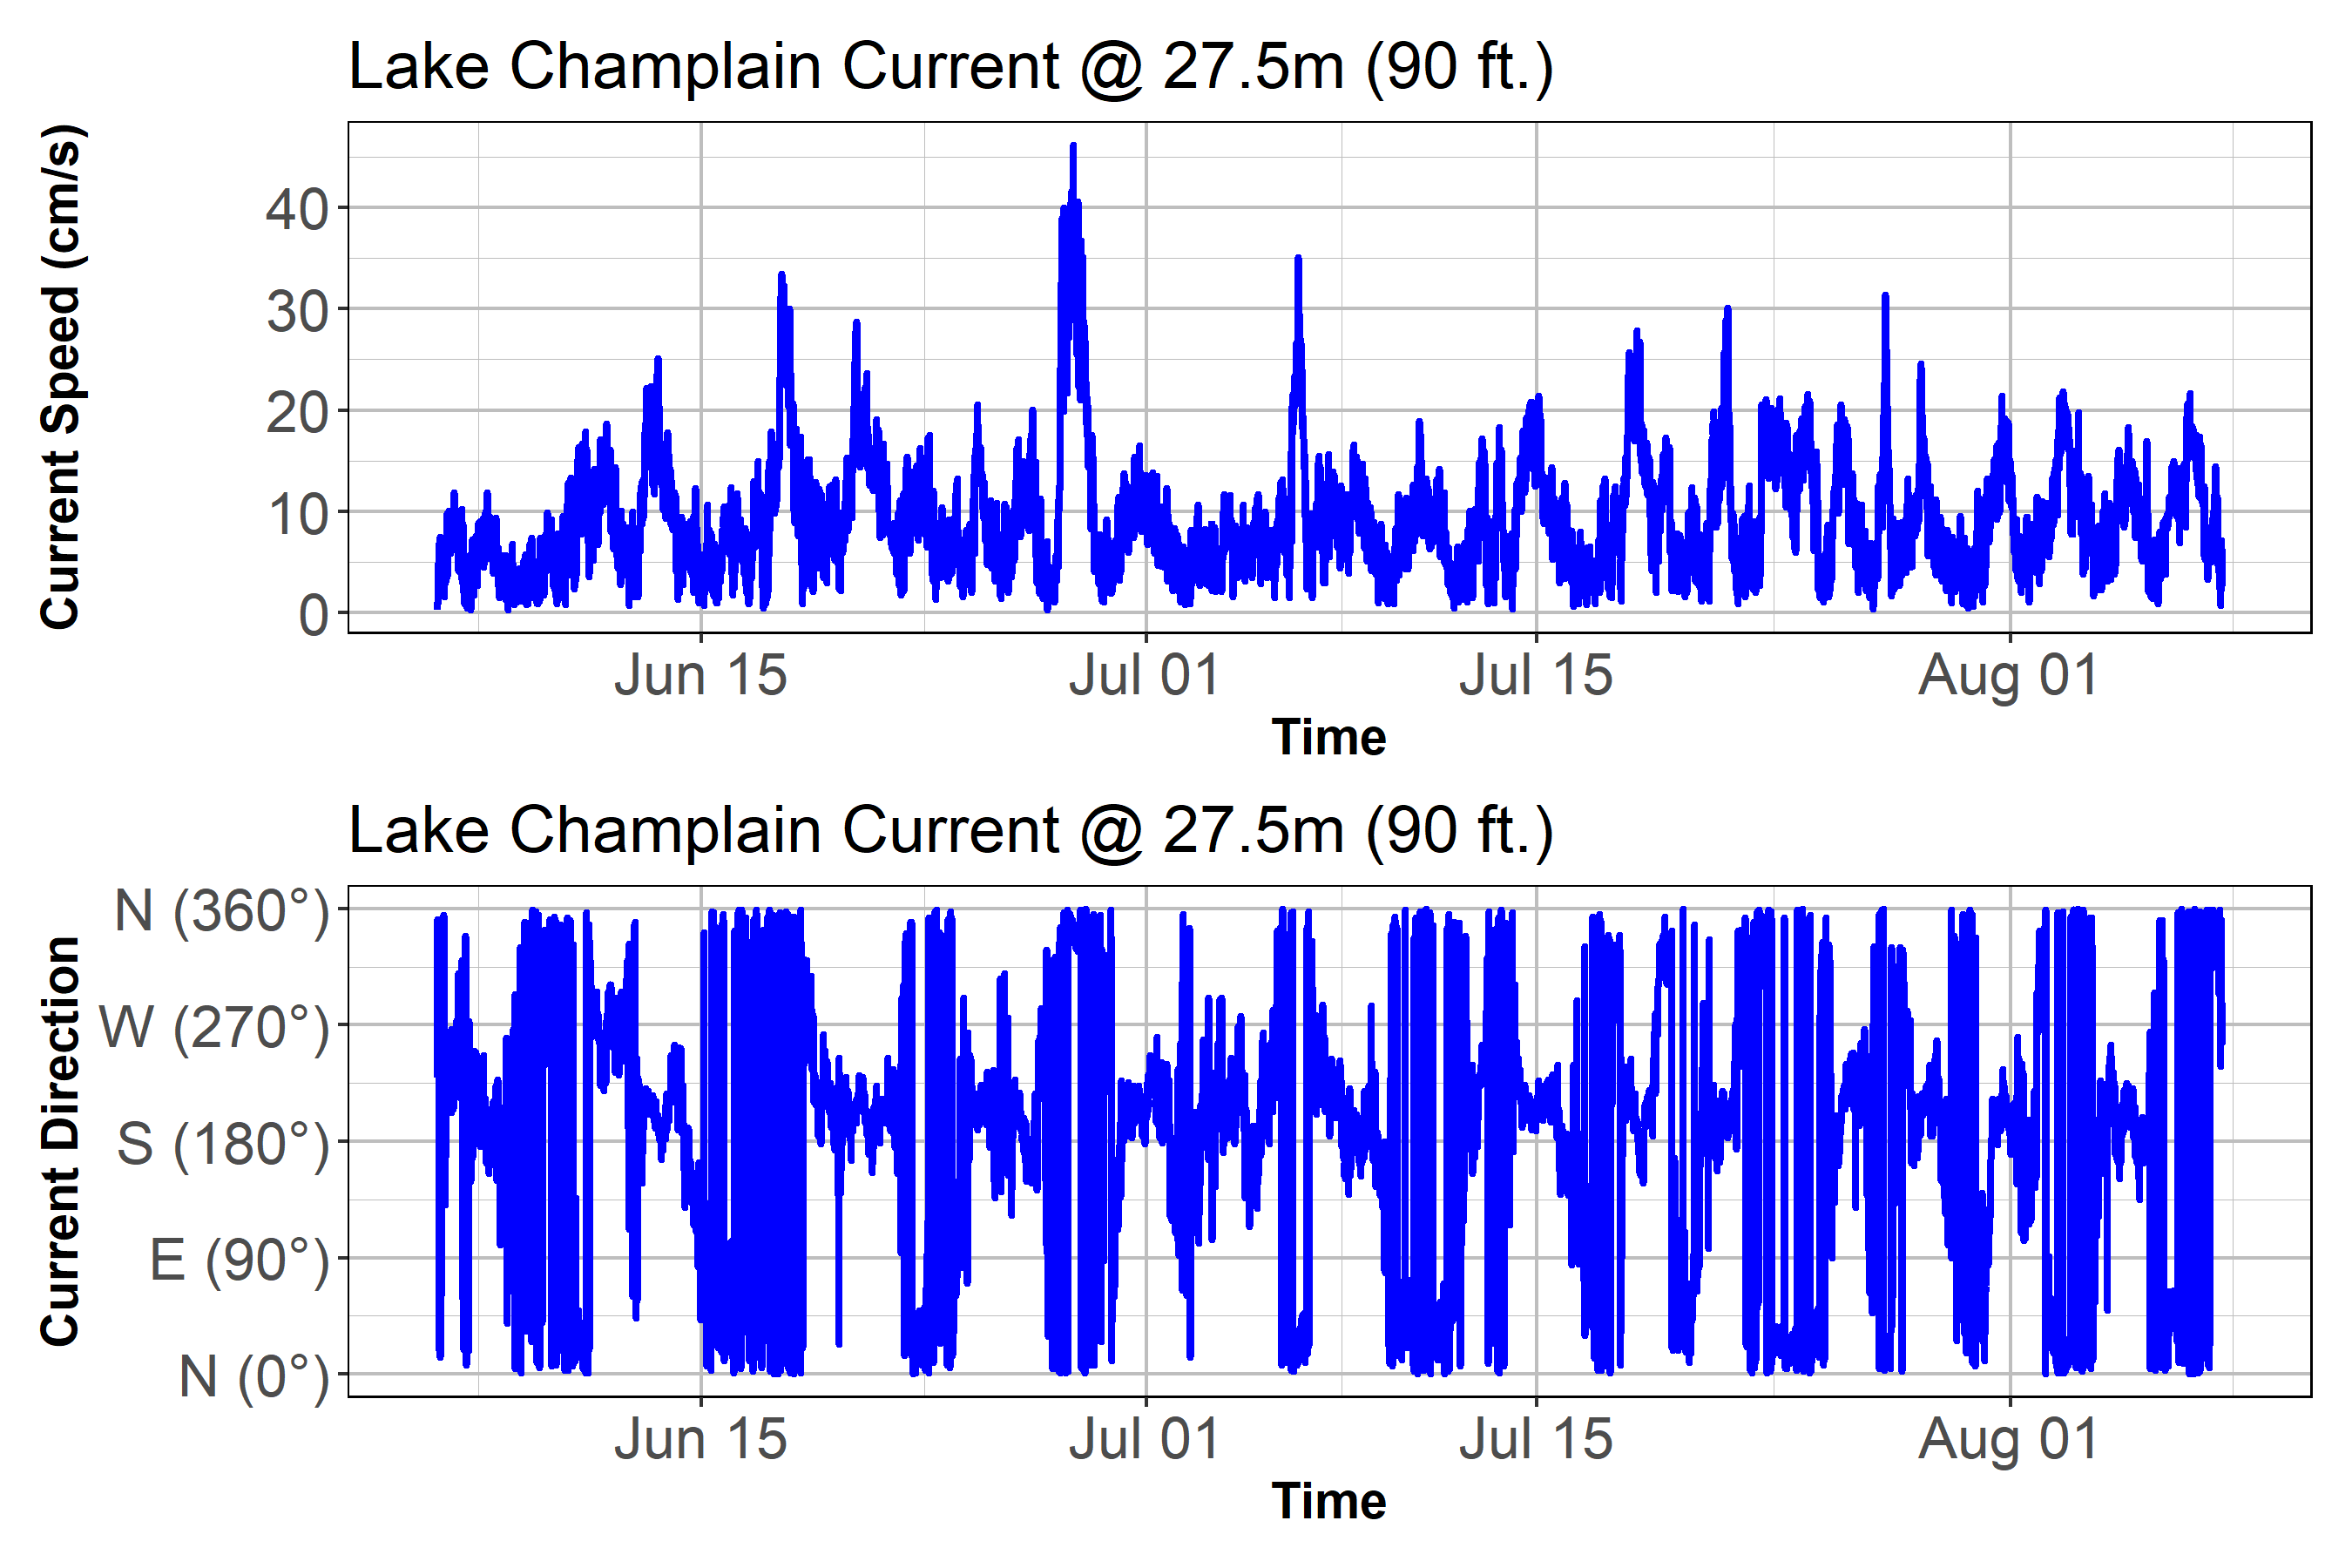 Lake Champlain Current @ 27.5m (90 ft.)
Current Speed (cm/s)
40
30
20
10
0
Jun 15 Jul 01 Jul 15 Aug 01
Time
Lake Champlain Current @ 27.5m (90 ft.)
Current Direction
N (360°)
W (270°)
S (180°)
E (90°)
N (0°)
Jun 15 Jul 01 Jul 15 Aug 01
Time